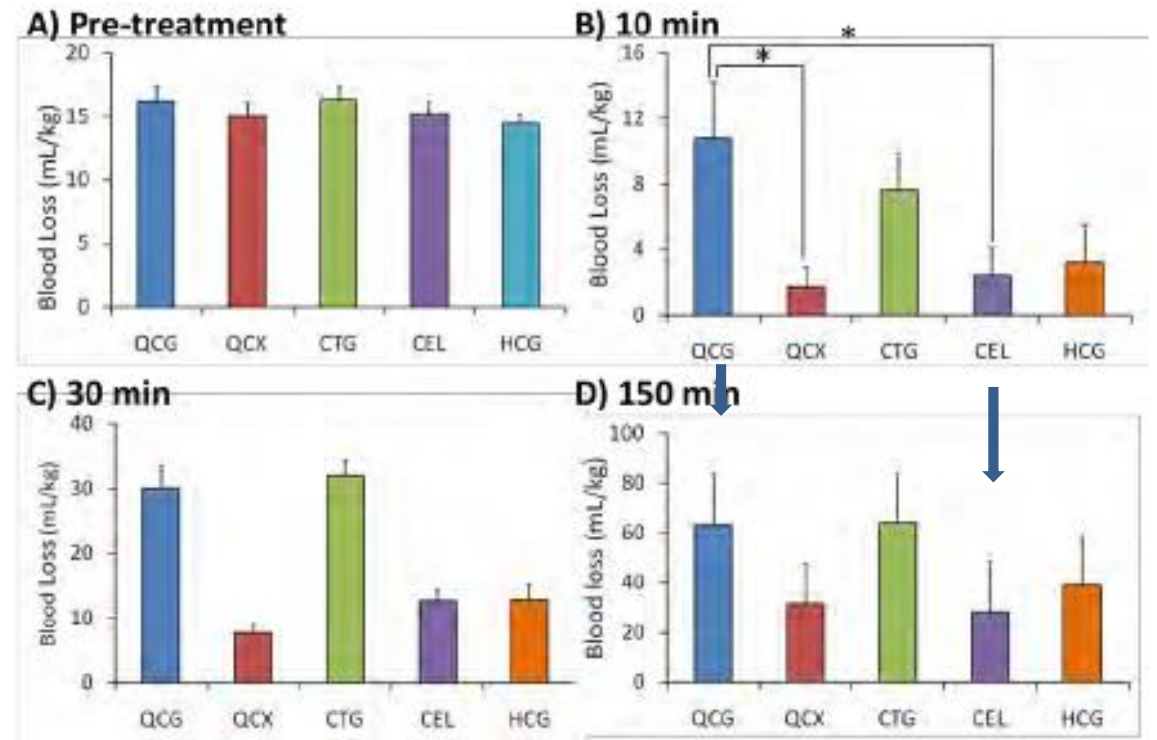 A) Pre-treatment
20
15
10
5
0
Blood Loss (mL/kg)
QCG QCX CTG CEL HCG
B) 10 min
16
12
8
4
0
Blood Loss (mL/kg)
* *
QCG QCX CTG CEL HCG
C) 30 min
40
30
20
10
0
Blood Loss (mL/kg)
QCG QCX CTG CEL HCG
D) 150 min
100
80
60
40
20
0
Blood loss (mL/kg)
QCG QCX CTG CEL HCG